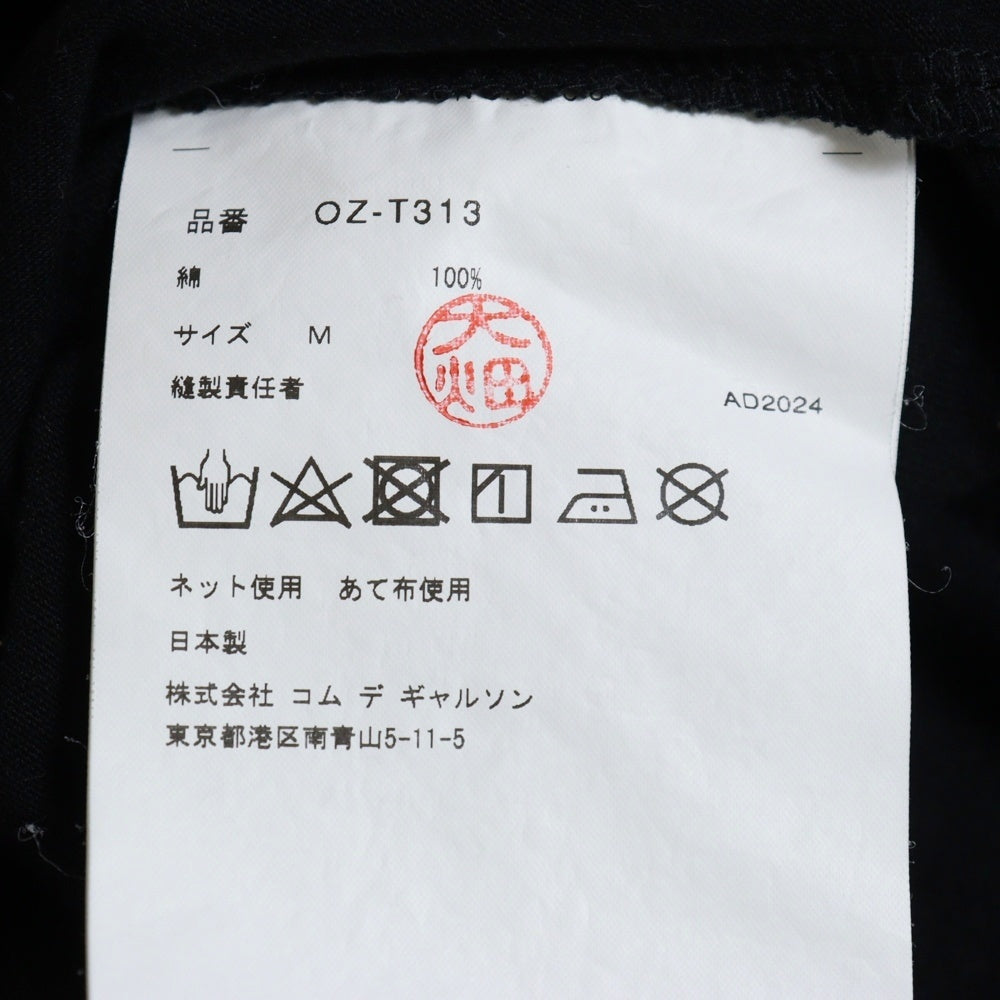 品番 OZ-T313
綿 100%
サイズ M
縫製責任者 大畑
AD2024
ネット使用 あて布使用
日本製
株式会社 コム デ ギャルソン
東京都港区南青山5-11-5